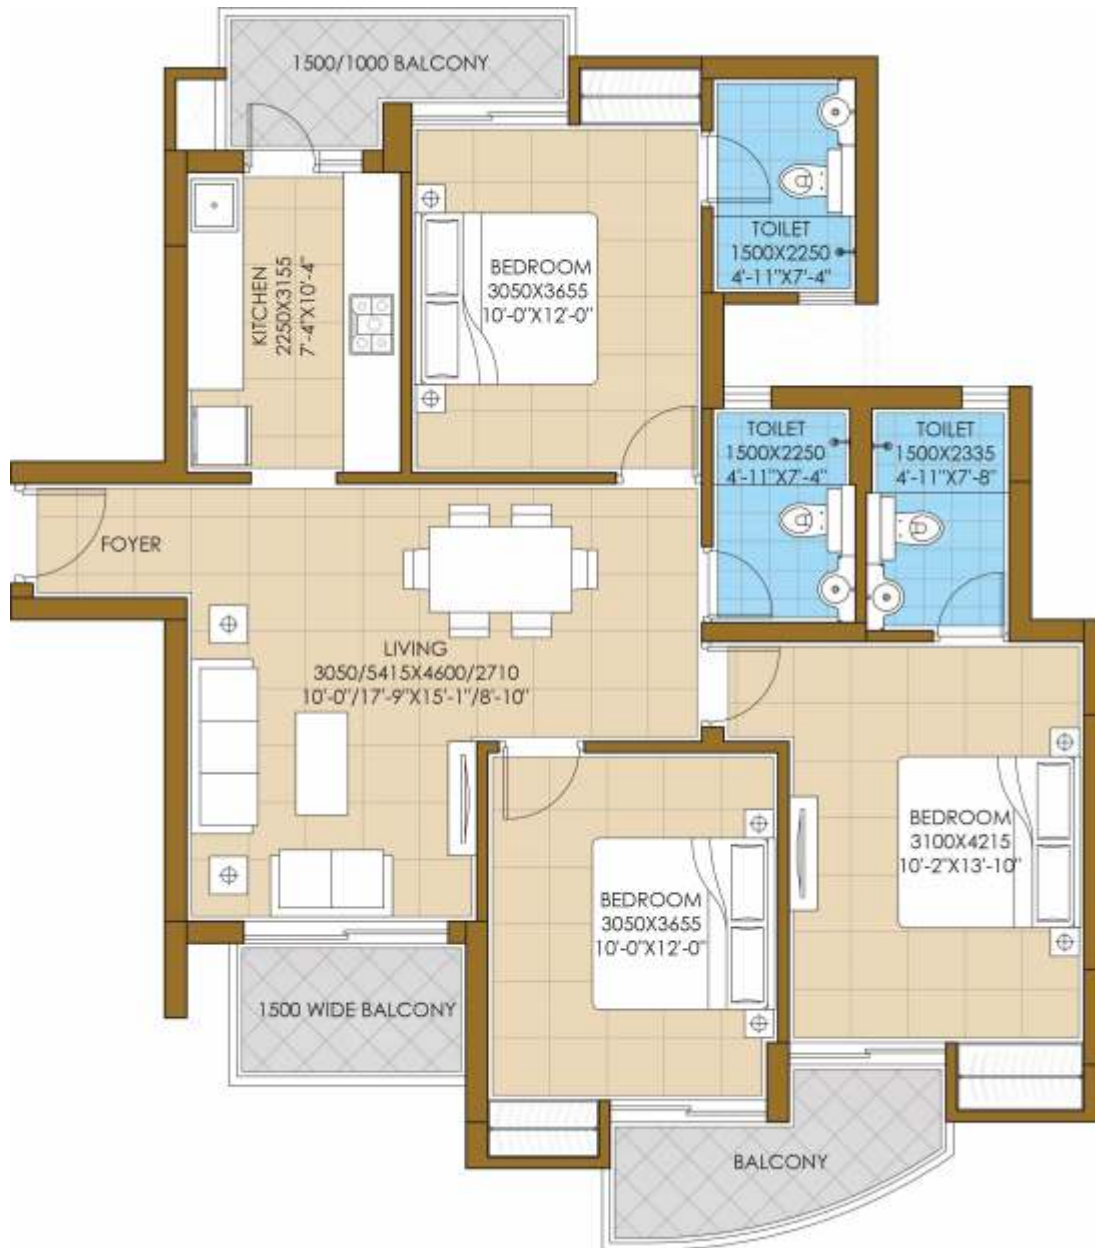 1500/1000 BALCONY
TOILET
1500X2250
4'-11"X7'-4"
BEDROOM
3050X3655
10'-0"X12'-0"
KITCHEN
2250X3155
7'-4"X10'-4"
TOILET
1500X2250
4'-11"X7'-4"
TOILET
1500X2335
4'-11"X7'-8"
FOYER
LIVING
3050/5415X4600/2710
10'-0"/17'-9"X15'-1"/8'-10"
BEDROOM
3100X4215
10'-2"X13'-10"
BEDROOM
3050X3655
10'-0"X12'-0"
1500 WIDE BALCONY
BALCONY